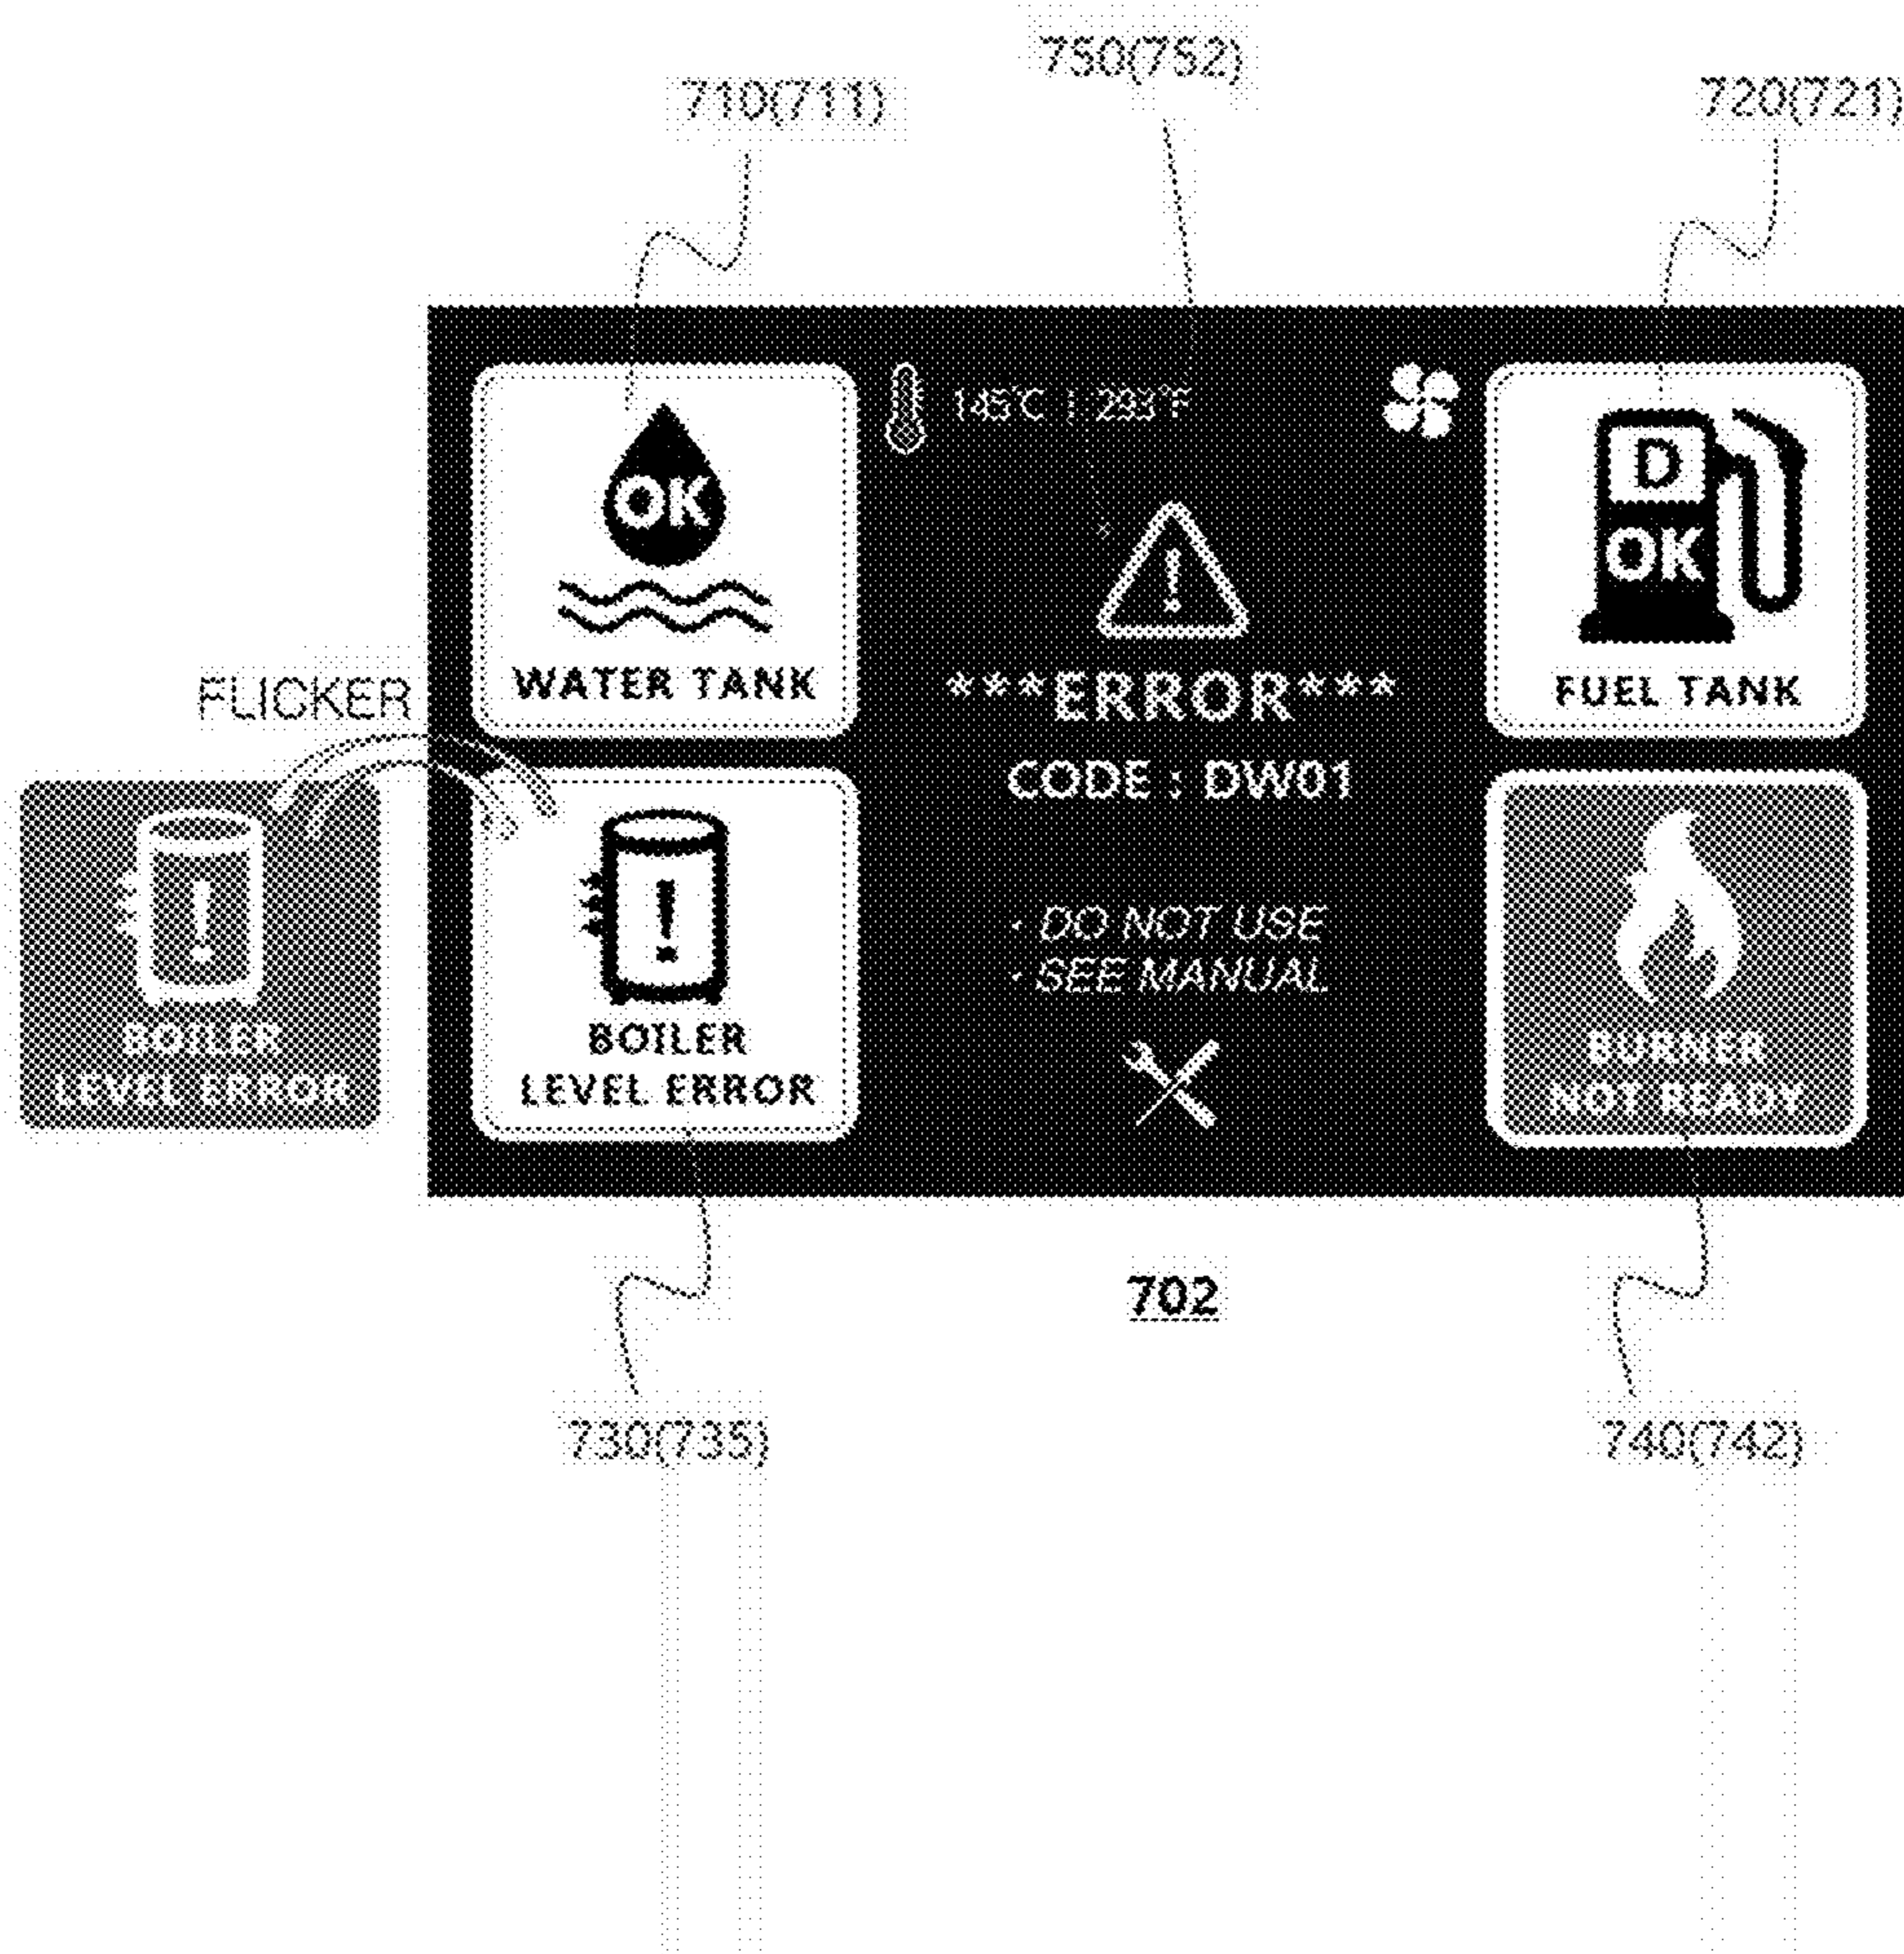 750(752)
710(711)
720(721)
145°C | 293°F
OK
D
OK
WATER TANK
FUEL TANK
FLICKER
***ERROR***
CODE : DW01
!
!
!
· DO NOT USE
· SEE MANUAL
BOILER
LEVEL ERROR
BOILER
LEVEL ERROR
BURNER
NOT READY
702
730(735)
740(742)